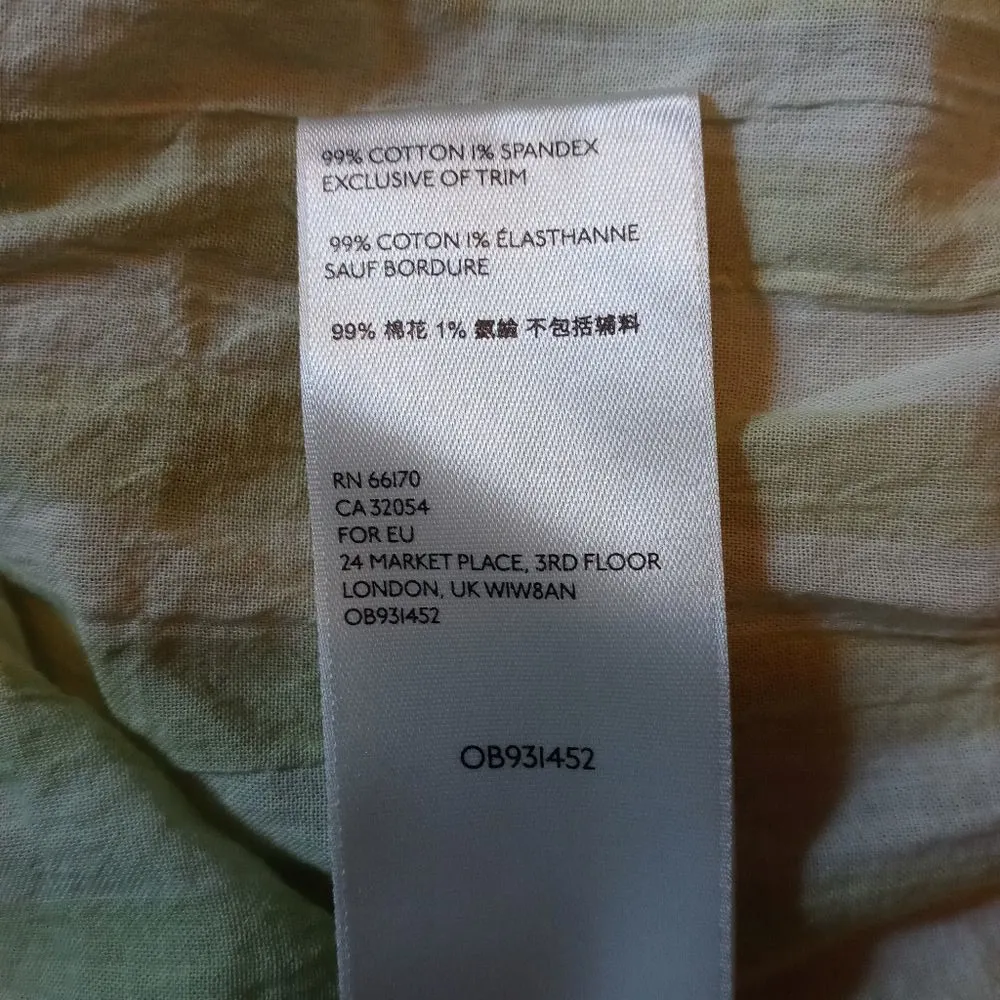 99% COTTON 1% SPANDEX
EXCLUSIVE OF TRIM
99% COTON 1% ÉLASTHANNE
SAUF BORDURE
99% 棉花 1% 氨綸 不包括辅料
RN 66170
CA 32054
FOR EU
24 MARKET PLACE, 3RD FLOOR
LONDON, UK W1W8AN
OB931452
OB931452